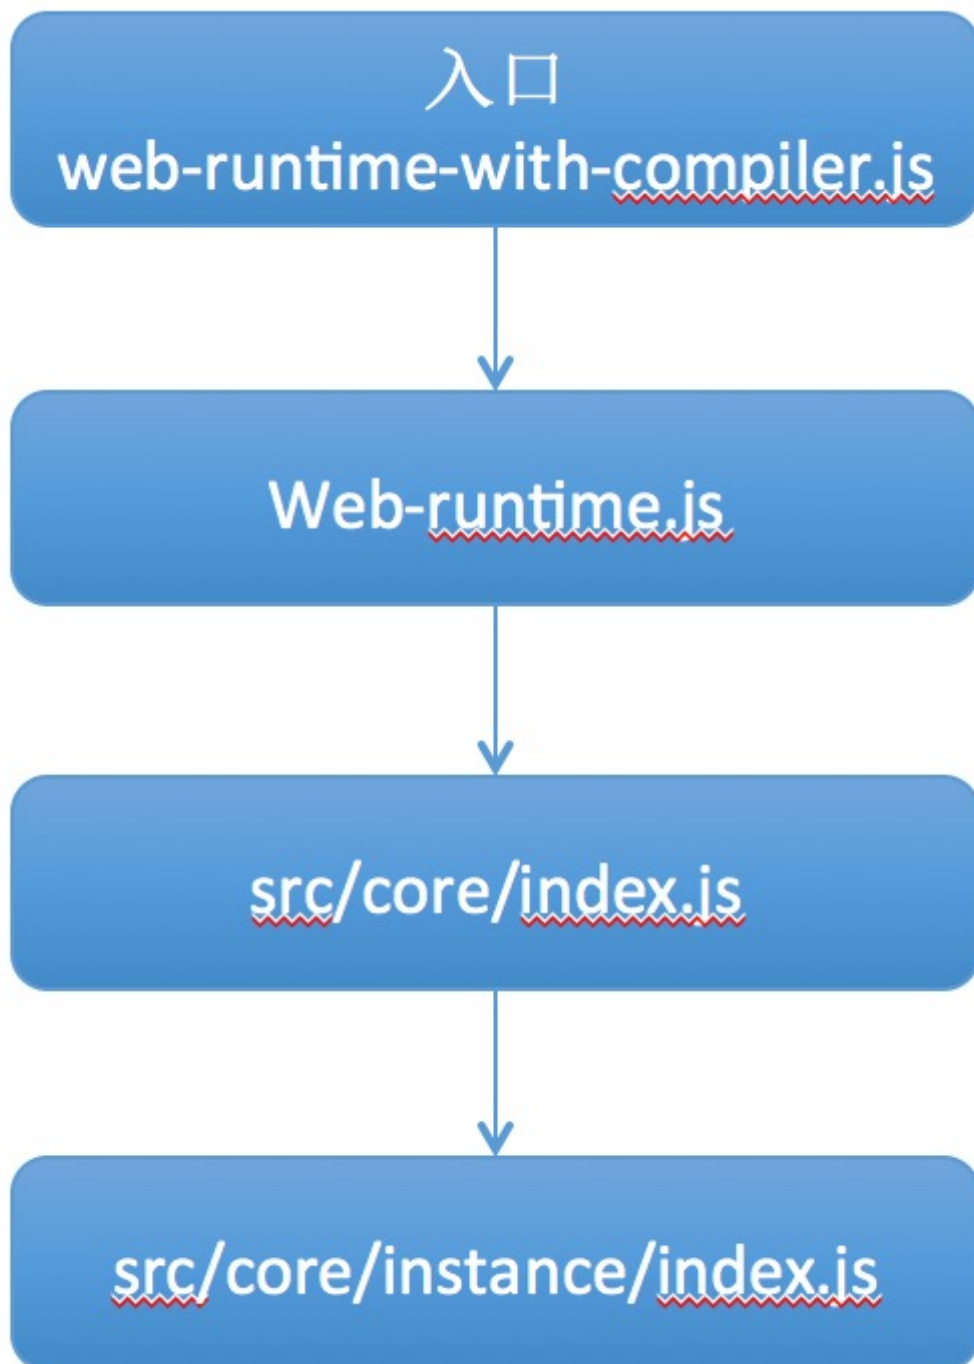 入口
web-runtime-with-compiler.js
Web-runtime.js
src/core/index.js
src/core/instance/index.js